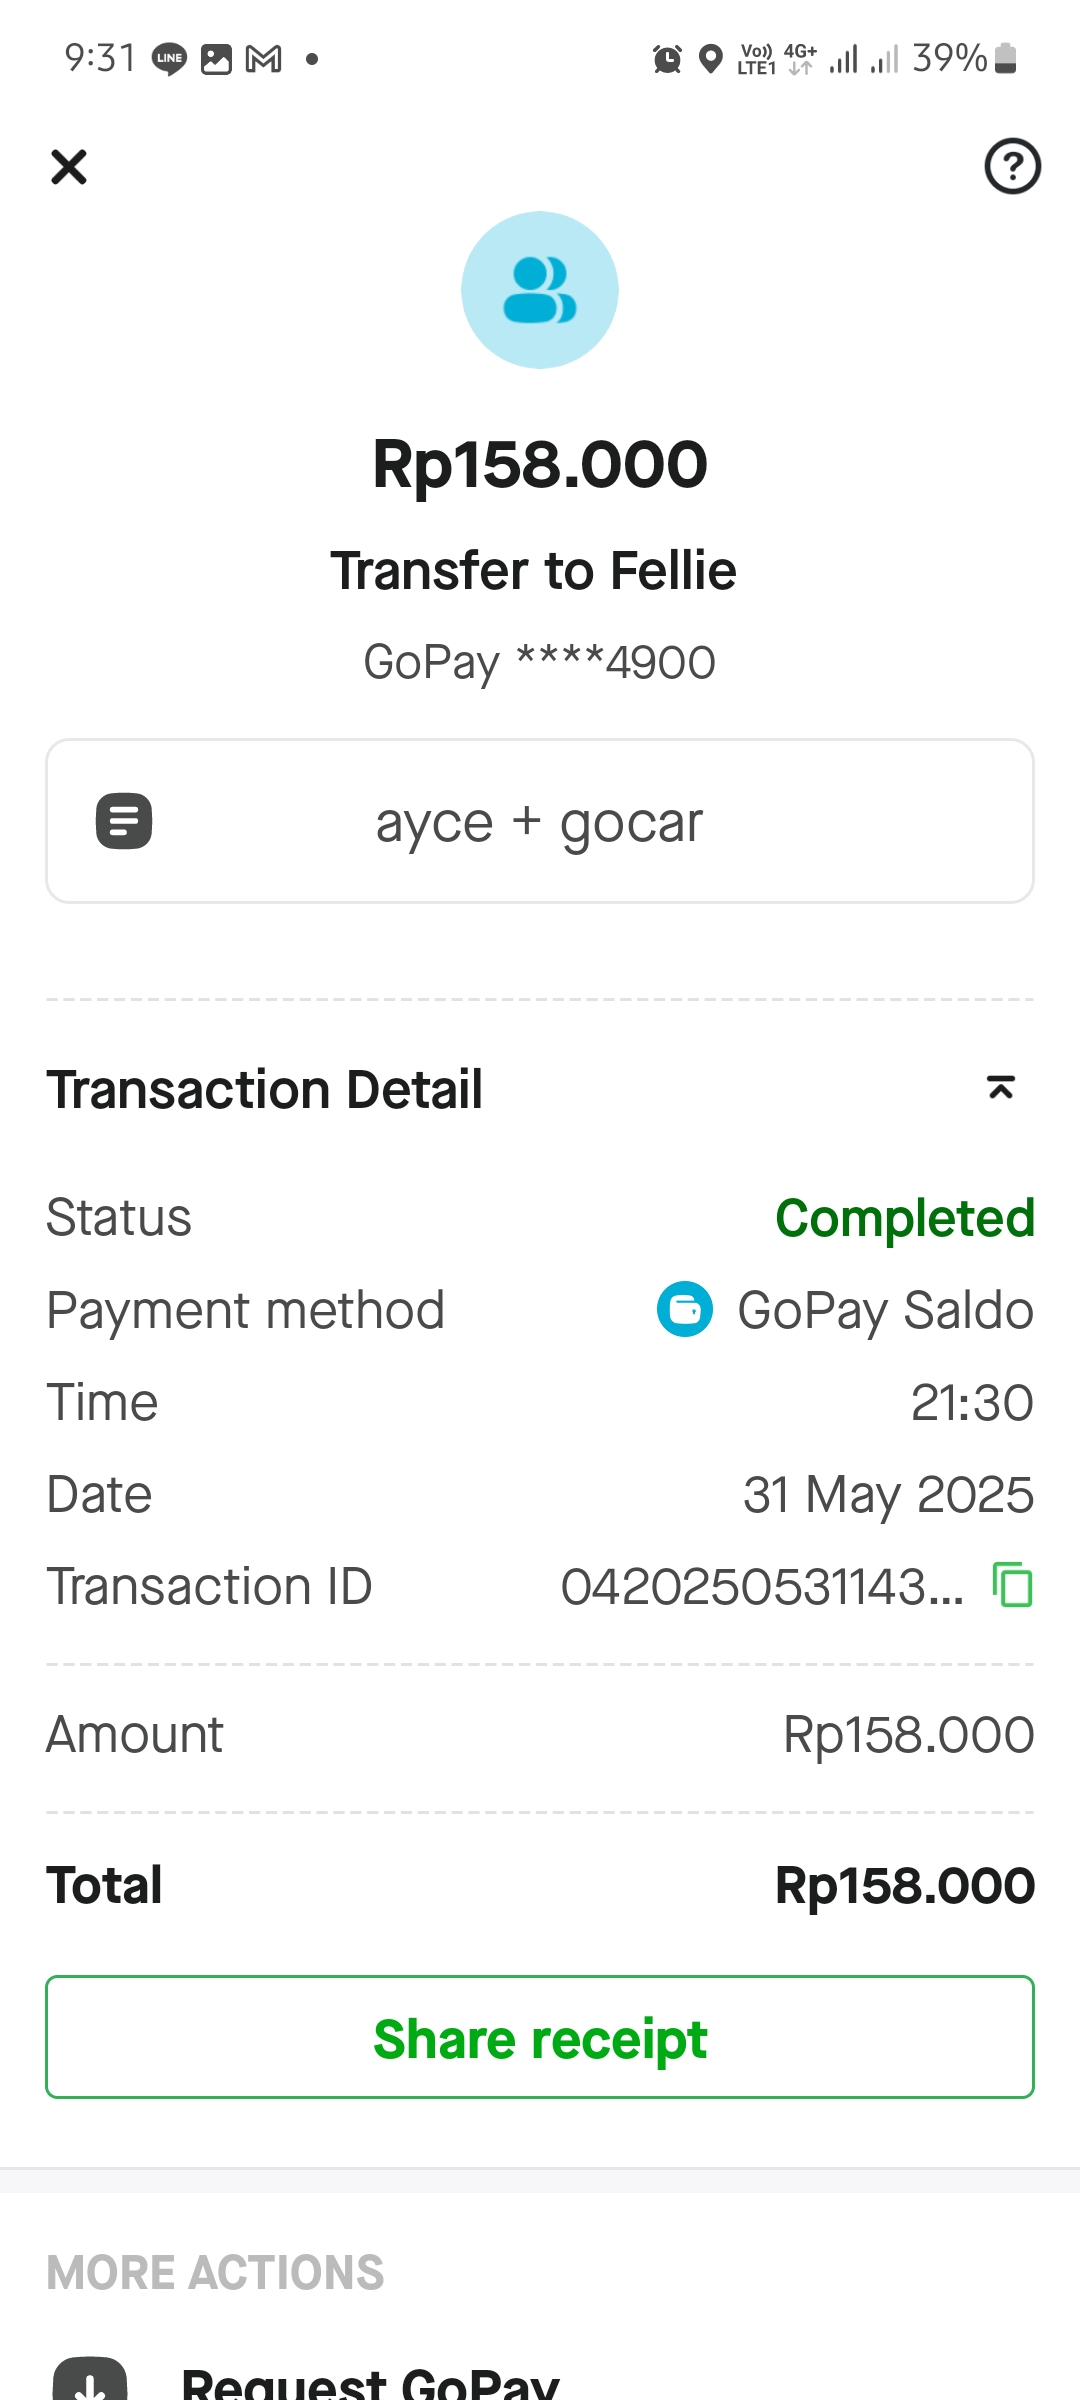 9:31 LINE Vo)) LTE1 4G+ 39%
Rp158.000
Transfer to Fellie
GoPay ****4900
ayce + gocar
Transaction Detail
Status Completed
Payment method GoPay Saldo
Time 21:30
Date 31 May 2025
Transaction ID 0420250531143...
Amount Rp158.000
Total Rp158.000
Share receipt
MORE ACTIONS
Request GoPay